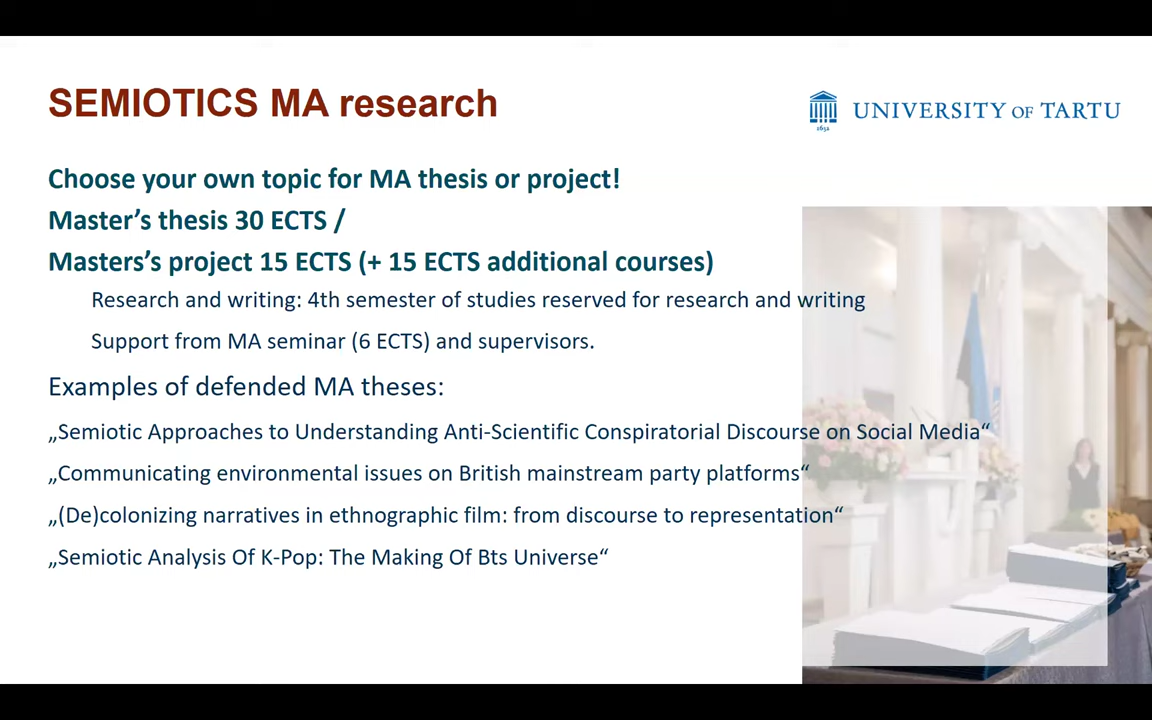 SEMIOTICS MA research
UNIVERSITY OF TARTU
1632
Choose your own topic for MA thesis or project!
Master’s thesis 30 ECTS /
Masters’s project 15 ECTS (+ 15 ECTS additional courses)
Research and writing: 4th semester of studies reserved for research and writing
Support from MA seminar (6 ECTS) and supervisors.
Examples of defended MA theses:
„Semiotic Approaches to Understanding Anti-Scientific Conspiratorial Discourse on Social Media“
„Communicating environmental issues on British mainstream party platforms“
„(De)colonizing narratives in ethnographic film: from discourse to representation“
„Semiotic Analysis Of K-Pop: The Making Of Bts Universe“